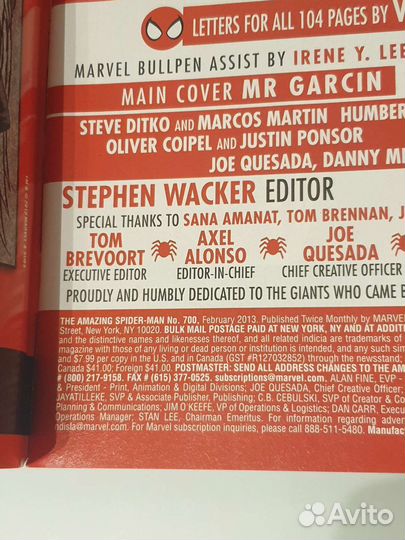 LETTERS FOR ALL 104 PAGES BY
MARVEL BULLPEN ASSIST BY IRENE Y. LEE
MAIN COVER MR GARCIN
STEVE DITKO AND MARCOS MARTIN HUMBER
OLIVER COIPEL AND JUSTIN PONSOR
JOE QUESADA, DANNY MI
STEPHEN WACKER EDITOR
SPECIAL THANKS TO SANA AMANAT, TOM BRENNAN, J
TOM BREVOORT EXECUTIVE EDITOR
AXEL ALONSO EDITOR-IN-CHIEF
JOE QUESADA CHIEF CREATIVE OFFICER
PROUDLY AND HUMBLY DEDICATED TO THE GIANTS WHO CAME B
THE AMAZING SPIDER-MAN No. 700, February 2013. Published Twice Monthly by MARVEL
Street, New York, NY 10020. BULK MAIL POSTAGE PAID AT NEW YORK, NY AND AT ADDITIO
and the distinctive names and likenesses thereof, and all related indicia are trademarks of
magazine with those of any living or dead person or institution is intended, and any such simi
and $7.99 per copy in the U.S. and in Canada (GST #R127032852) through the newsstand;
Canada $41.00; Foreign $41.00. POSTMASTER: SEND ALL ADDRESS CHANGES TO THE AM
# (800) 217-9158. FAX # (615) 377-0525. subscriptions@marvel.com. ALAN FINE, EVP -
& President - Print, Animation & Digital Divisions; JOE QUESADA, Chief Creative Officer;
JAYATILLEKE, SVP & Associate Publisher, Publishing; C.B. CEBULSKI, SVP of Creator & Co
Planning & Communications; JIM O'KEEFE, VP of Operations & Logistics; DAN CARR, Execu
Operations Manager; STAN LEE, Chairman Emeritus. For information regarding advert
ndisla@marvel.com. For Marvel subscription inquiries, please call 888-511-5480. Manufac
Avito